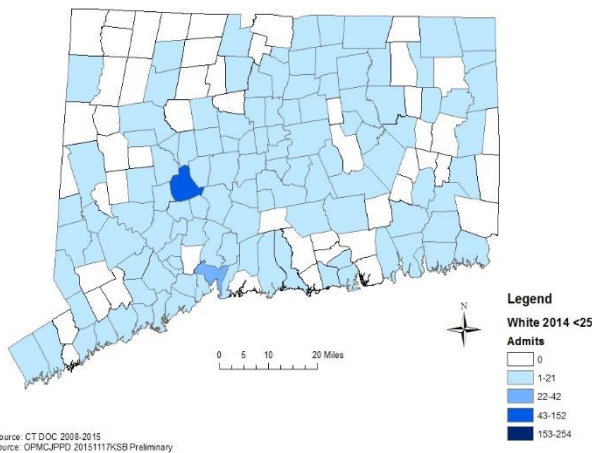 N
Legend
White 2014 <25
Admits
0
1-21
22-42
43-152
153-254
0 5 10 20 Miles
ource: CT DOC 2008-2015
ource: OPMCJPPD 20151117KSB Preliminary